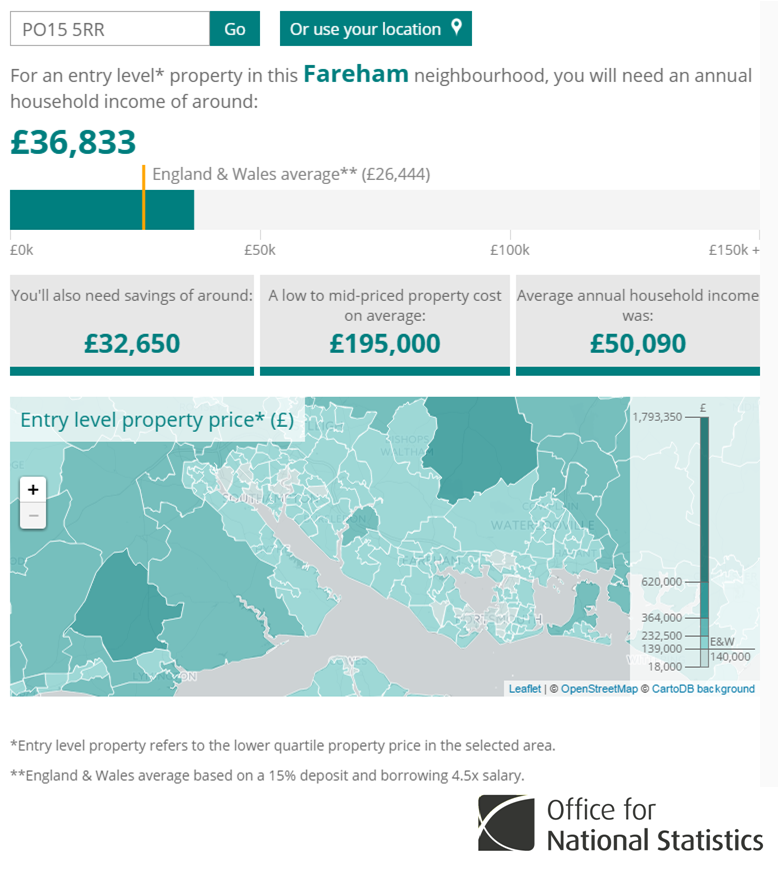 PO15 5RR
Go
Or use your location
For an entry level* property in this Fareham neighbourhood, you will need an annual
household income of around:
£36,833
England & Wales average** (£26,444)
£0k
£50k
£100k
£150k +
You'll also need savings of around:
£32,650
A low to mid-priced property cost
on average:
£195,000
Average annual household income
was:
£50,090
Entry level property price* (£)
BISHOPS
WALTHAM
+
−
£
1,793,350
620,000
364,000
232,500
139,000
18,000
E&W
140,000
Leaflet | © OpenStreetMap © CartoDB background
*Entry level property refers to the lower quartile property price in the selected area.
**England & Wales average based on a 15% deposit and borrowing 4.5x salary.
Office for
National Statistics